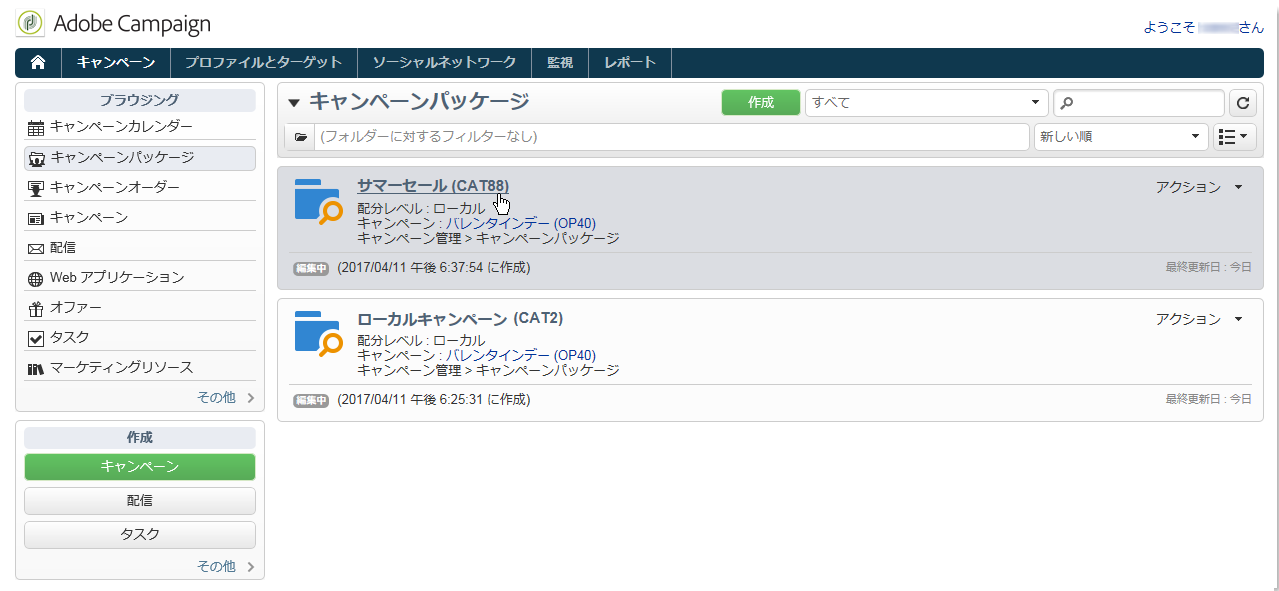 Adobe Campaign
ようこそ さん
キャンペーン プロファイルとターゲット ソーシャルネットワーク 監視 レポート
ブラウジング
キャンペーンカレンダー
キャンペーンパッケージ
キャンペーンオーダー
キャンペーン
配信
Web アプリケーション
オファー
タスク
マーケティングリソース
その他
作成
キャンペーン
配信
タスク
その他
キャンペーンパッケージ
作成
すべて
(フォルダーに対するフィルターなし)
新しい順
サマーセール (CAT88)
アクション
配分レベル : ローカル
キャンペーン : バレンタインデー (OP40)
キャンペーン管理 > キャンペーンパッケージ
編集中 (2017/04/11 午後 6:37:54 に作成)
最終更新日 : 今日
ローカルキャンペーン (CAT2)
アクション
配分レベル : ローカル
キャンペーン : バレンタインデー (OP40)
キャンペーン管理 > キャンペーンパッケージ
編集中 (2017/04/11 午後 6:25:31 に作成)
最終更新日 : 今日